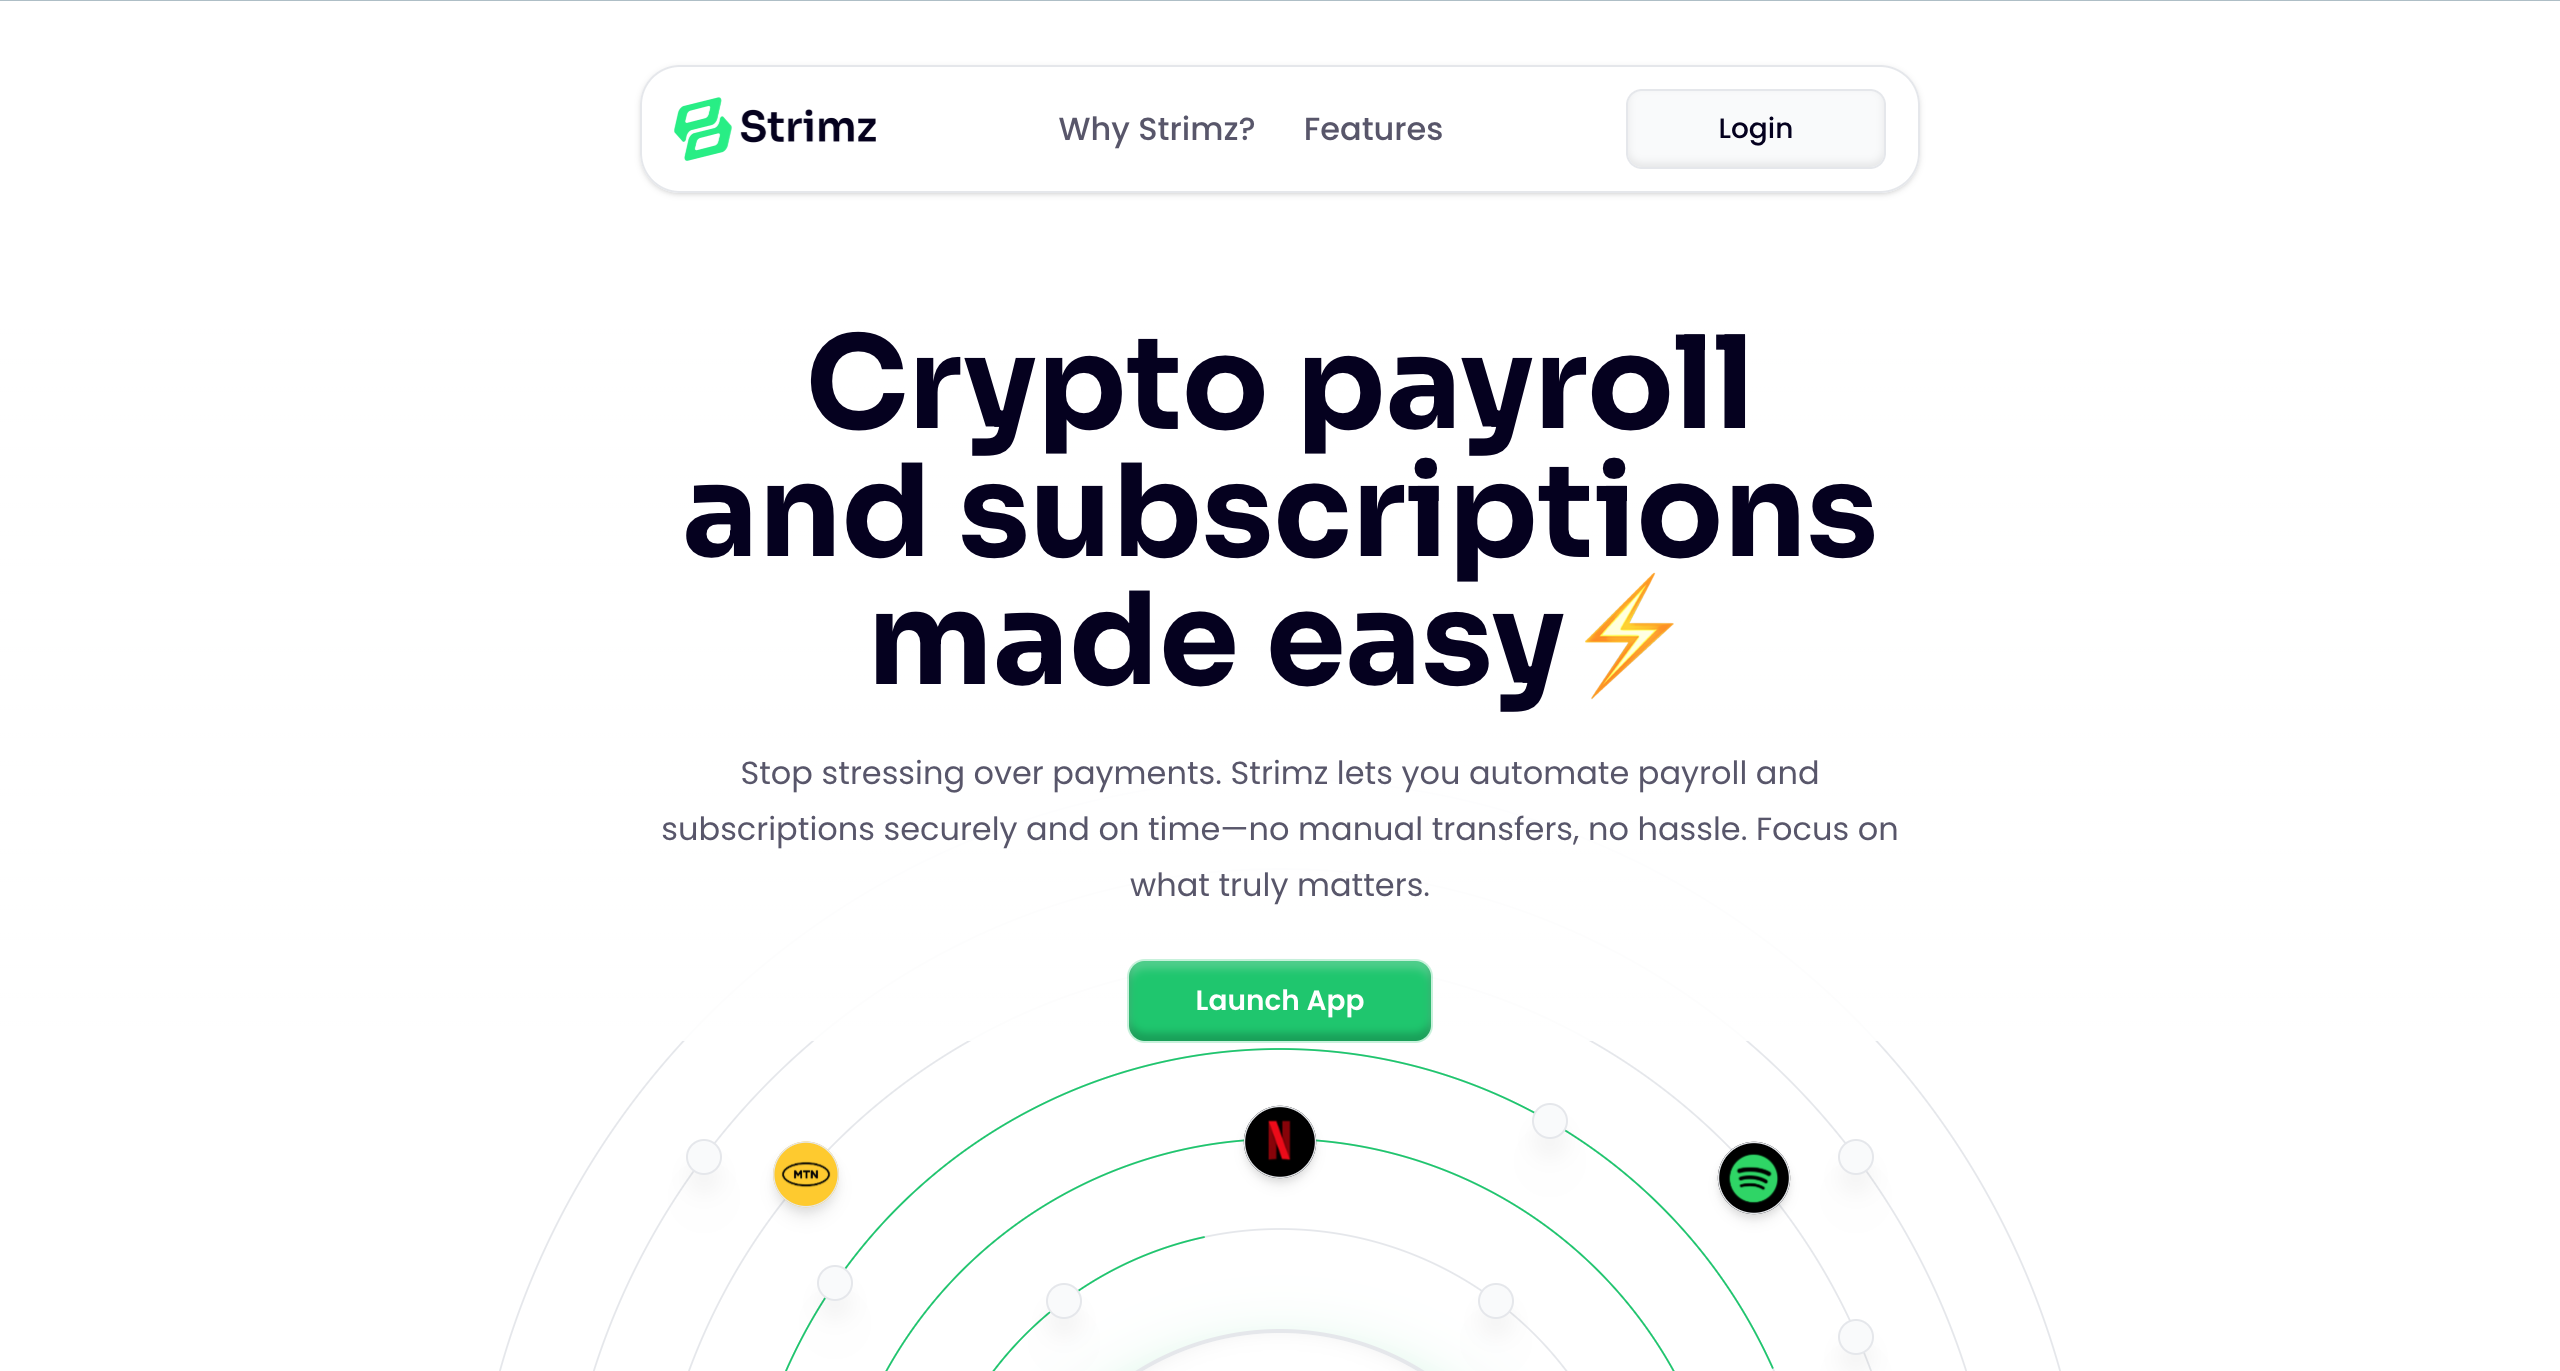 Strimz
Why Strimz?
Features
Login
Crypto payroll
and subscriptions
made easy⚡
Stop stressing over payments. Strimz lets you automate payroll and
subscriptions securely and on time—no manual transfers, no hassle. Focus on
what truly matters.
Launch App
N
MTN